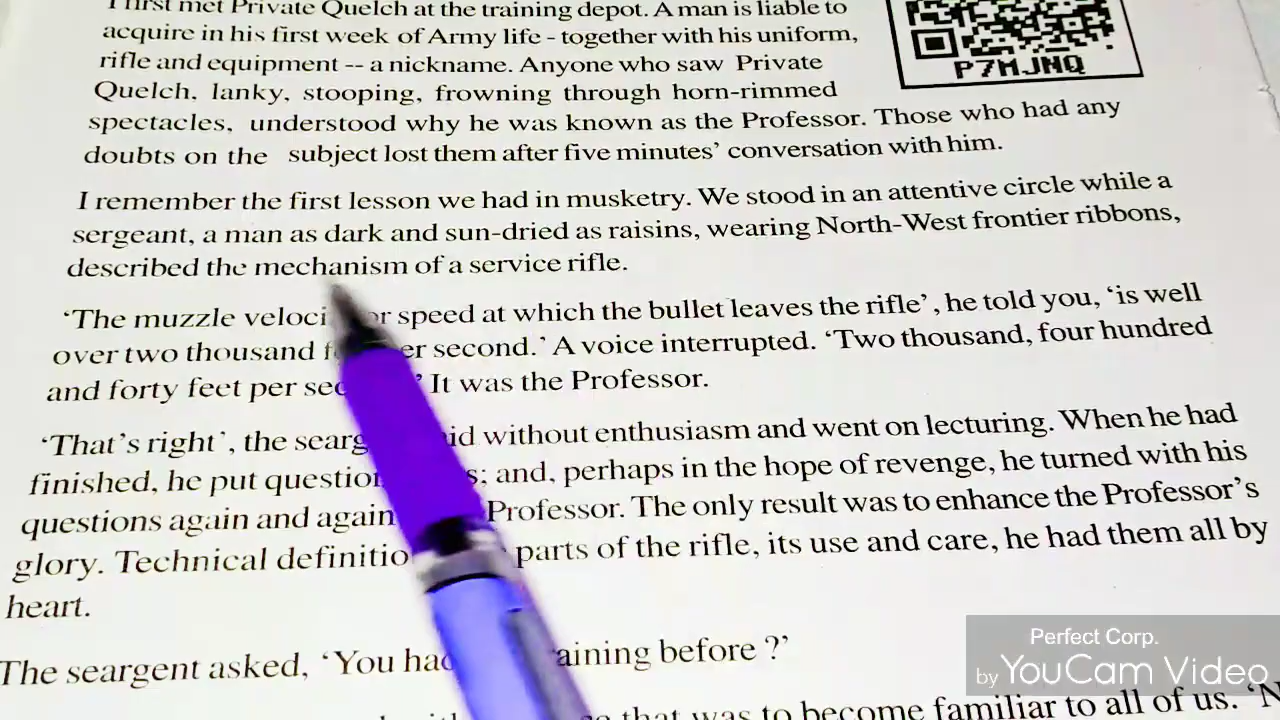 I first met Private Quelch at the training depot. A man is liable to
acquire in his first week of Army life - together with his uniform,
rifle and equipment -- a nickname. Anyone who saw Private
Quelch, lanky, stooping, frowning through horn-rimmed
spectacles, understood why he was known as the Professor. Those who had any
doubts on the subject lost them after five minutes' conversation with him.
P7MJNQ
I remember the first lesson we had in musketry. We stood in an attentive circle while a
sergeant, a man as dark and sun-dried as raisins, wearing North-West frontier ribbons,
described the mechanism of a service rifle.
'The muzzle speed at which the bullet leaves the rifle', he told you, 'is well
over two thousand second.' A voice interrupted. 'Two thousand, four hundred
and forty feet per It was the Professor.
'That's right', the without enthusiasm and went on lecturing. When he had
finished, he put and, perhaps in the hope of revenge, he turned with his
questions again and again Professor. The only result was to enhance the Professor's
glory. Technical parts of the rifle, its use and care, he had them all by
heart.
The seargent asked, 'You before ?'
that was to become familiar to all of us.
Perfect Corp.
by YouCam Video